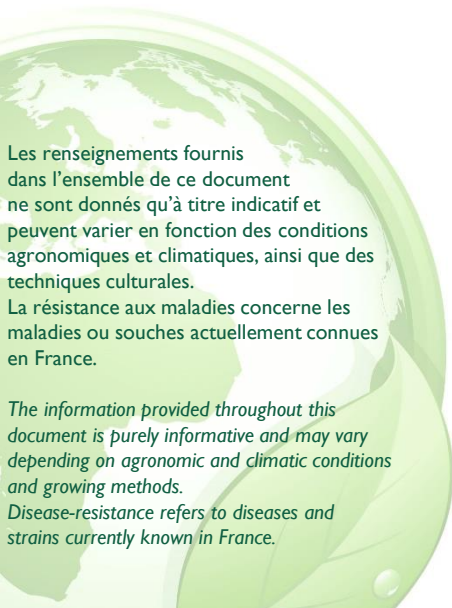 Les renseignements fournis
dans l'ensemble de ce document
ne sont donnés qu'à titre indicatif et
peuvent varier en fonction des conditions
agronomiques et climatiques, ainsi que des
techniques culturales.
La résistance aux maladies concerne les
maladies ou souches actuellement connues
en France.
The information provided throughout this
document is purely informative and may vary
depending on agronomic and climatic conditions
and growing methods.
Disease-resistance refers to diseases and
strains currently known in France.